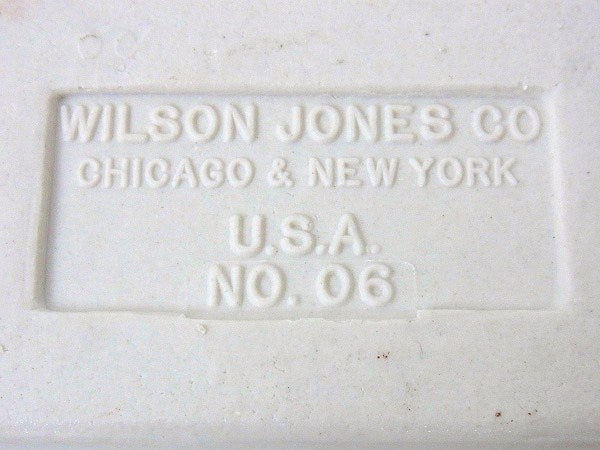 WILSON JONES CO
CHICAGO & NEW YORK
U.S.A.
NO. 06